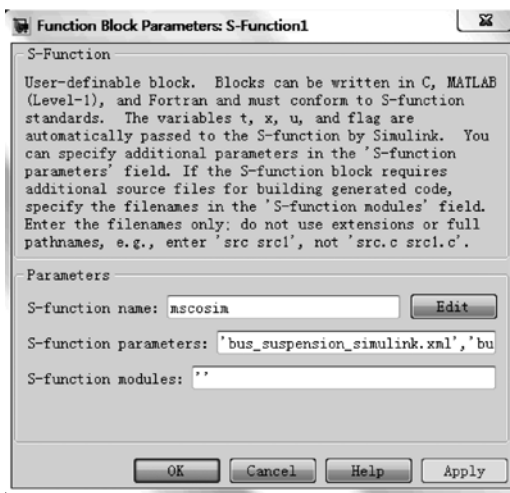 Function Block Parameters: S-Function1
S-Function
User-definable block. Blocks can be written in C, MATLAB
(Level-1), and Fortran and must conform to S-function
standards. The variables t, x, u, and flag are
automatically passed to the S-function by Simulink. You
can specify additional parameters in the 'S-function
parameters' field. If the S-function block requires
additional source files for building generated code,
specify the filenames in the 'S-function modules' field.
Enter the filenames only; do not use extensions or full
pathnames, e.g., enter 'src src1', not 'src.c src1.c'.
Parameters
S-function name: mscosim Edit
S-function parameters: 'bus_suspension_simulink.xml','bu
S-function modules: ''
OK Cancel Help Apply